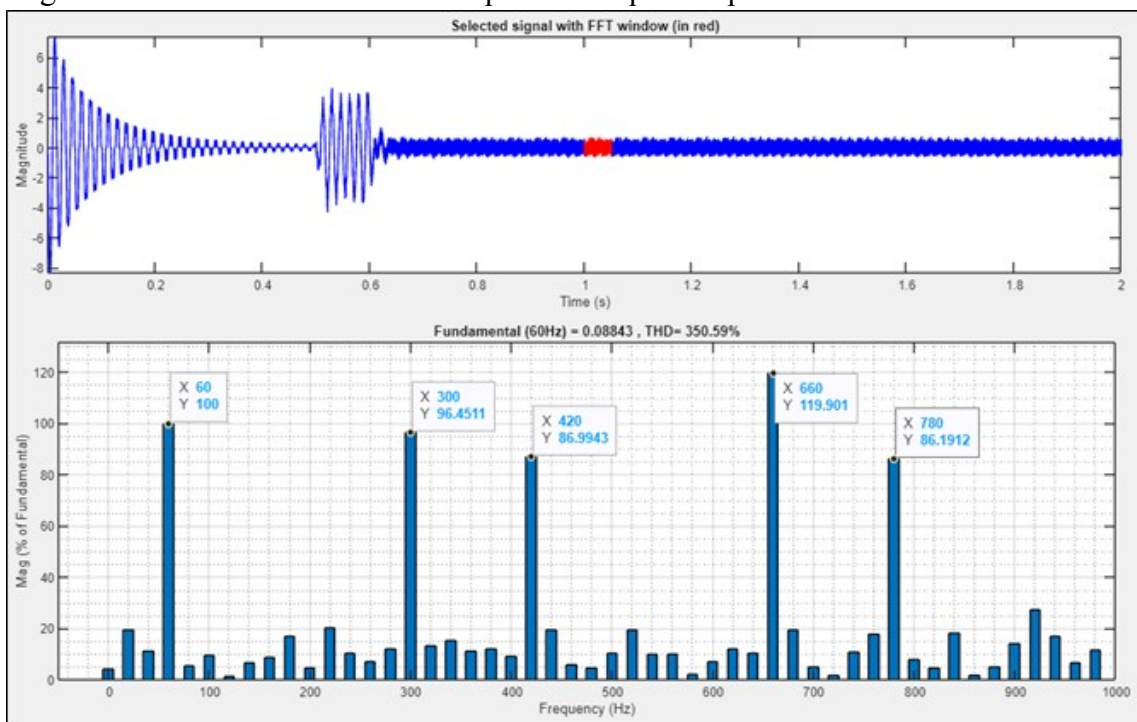 Selected signal with FFT window (in red)
6
4
2
0
-2
-4
-6
-8
Magnitude
0 0.2 0.4 0.6 0.8 1 1.2 1.4 1.6 1.8 2
Time (s)
Fundamental (60Hz) = 0.08843 , THD= 350.59%
120
100
80
60
40
20
0
Mag (% of Fundamental)
X 60
Y 100
X 300
Y 96.4511
X 420
Y 86.9943
X 660
Y 119.901
X 780
Y 86.1912
0 100 200 300 400 500 600 700 800 900 1000
Frequency (Hz)